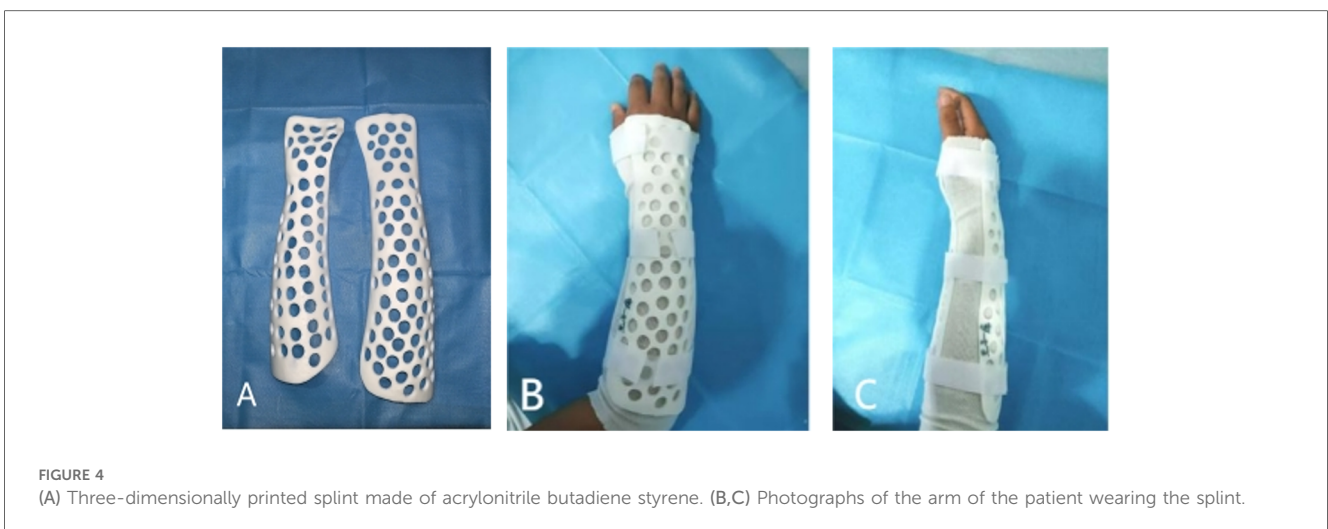 A
B
C
FIGURE 4
(A) Three-dimensionally printed splint made of acrylonitrile butadiene styrene. (B,C) Photographs of the arm of the patient wearing the splint.